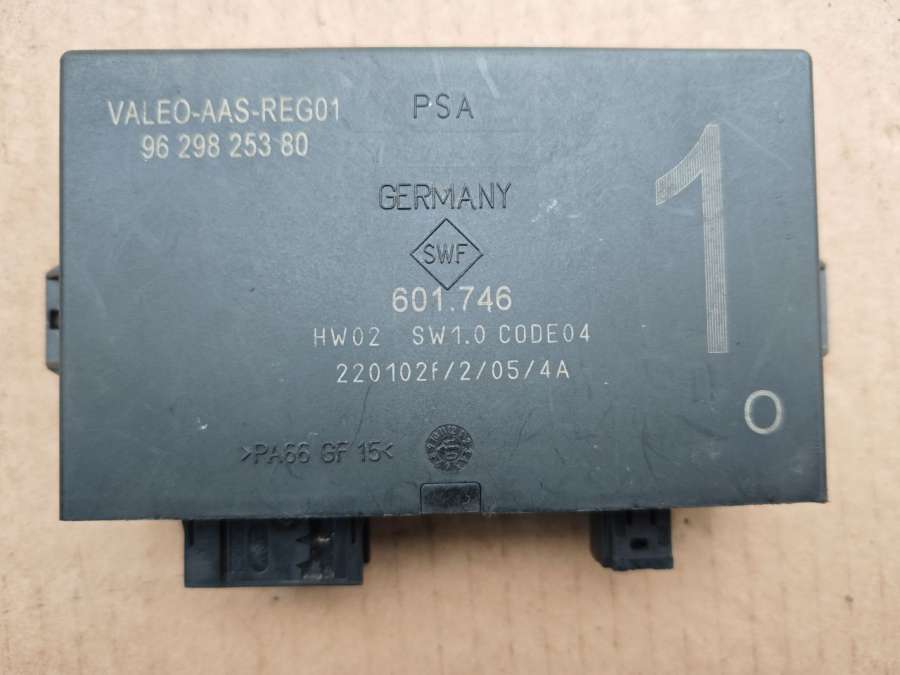 VALEO-AAS-REG01
96 298 253 80
PSA
1
GERMANY
SWF
601.746
HW02 SW1.0 CODE04
220102f/2/05/4A
O
>PA66 GF 15<